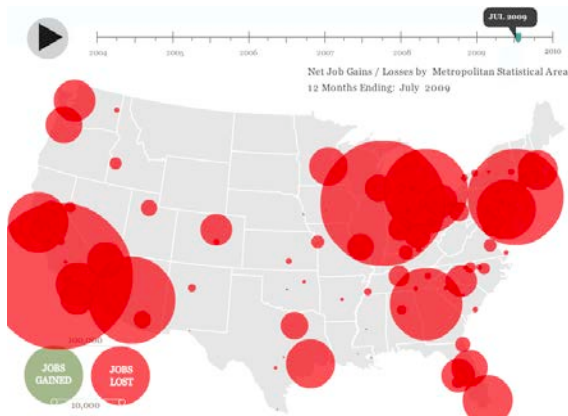 JUL 2009
2004 2005 2006 2007 2008 2009 2010
Net Job Gains / Losses by Metropolitan Statistical Area
12 Months Ending: July 2009
100,000
JOBS GAINED
JOBS LOST
10,000